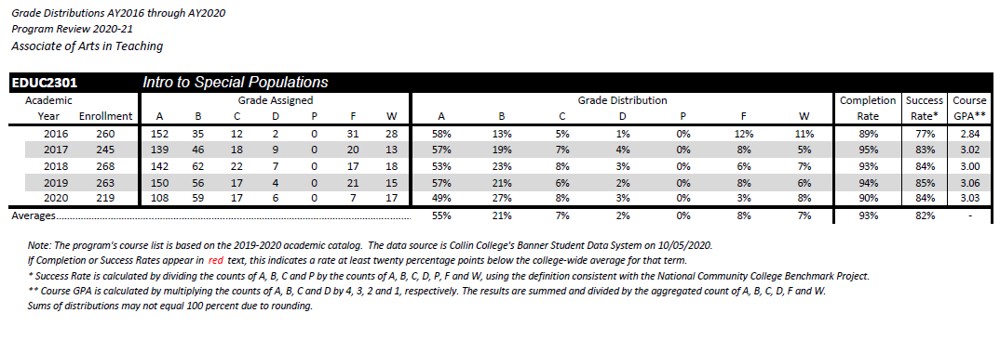 Grade Distributions AY2016 through AY2020
Program Review 2020-21
Associate of Arts in Teaching
EDUC2301 Intro to Special Populations
Academic Grade Assigned Grade Distribution Completion Success Course
Year Enrollment A B C D P F W A B C D P F W Rate Rate* GPA**
2016 260 152 35 12 2 0 31 28 58% 13% 5% 1% 0% 12% 11% 89% 77% 2.84
2017 245 139 46 18 9 0 20 13 57% 19% 7% 4% 0% 8% 5% 95% 83% 3.02
2018 268 142 62 22 7 0 17 18 53% 23% 8% 3% 0% 6% 7% 93% 84% 3.00
2019 263 150 56 17 4 0 21 15 57% 21% 6% 2% 0% 8% 6% 94% 85% 3.06
2020 219 108 59 17 6 0 7 17 49% 27% 8% 3% 0% 3% 8% 90% 84% 3.03
Averages........................................................ 55% 21% 7% 2% 0% 8% 7% 93% 82% -
Note: The program's course list is based on the 2019-2020 academic catalog. The data source is Collin College's Banner Student Data System on 10/05/2020.
If Completion or Success Rates appear in red text, this indicates a rate at least twenty percentage points below the college-wide average for that term.
* Success Rate is calculated by dividing the counts of A, B, C and P by the counts of A, B, C, D, P, F and W, using the definition consistent with the National Community College Benchmark Project.
** Course GPA is calculated by multiplying the counts of A, B, C and D by 4, 3, 2 and 1, respectively. The results are summed and divided by the aggregated count of A, B, C, D, F and W.
Sums of distributions may not equal 100 percent due to rounding.